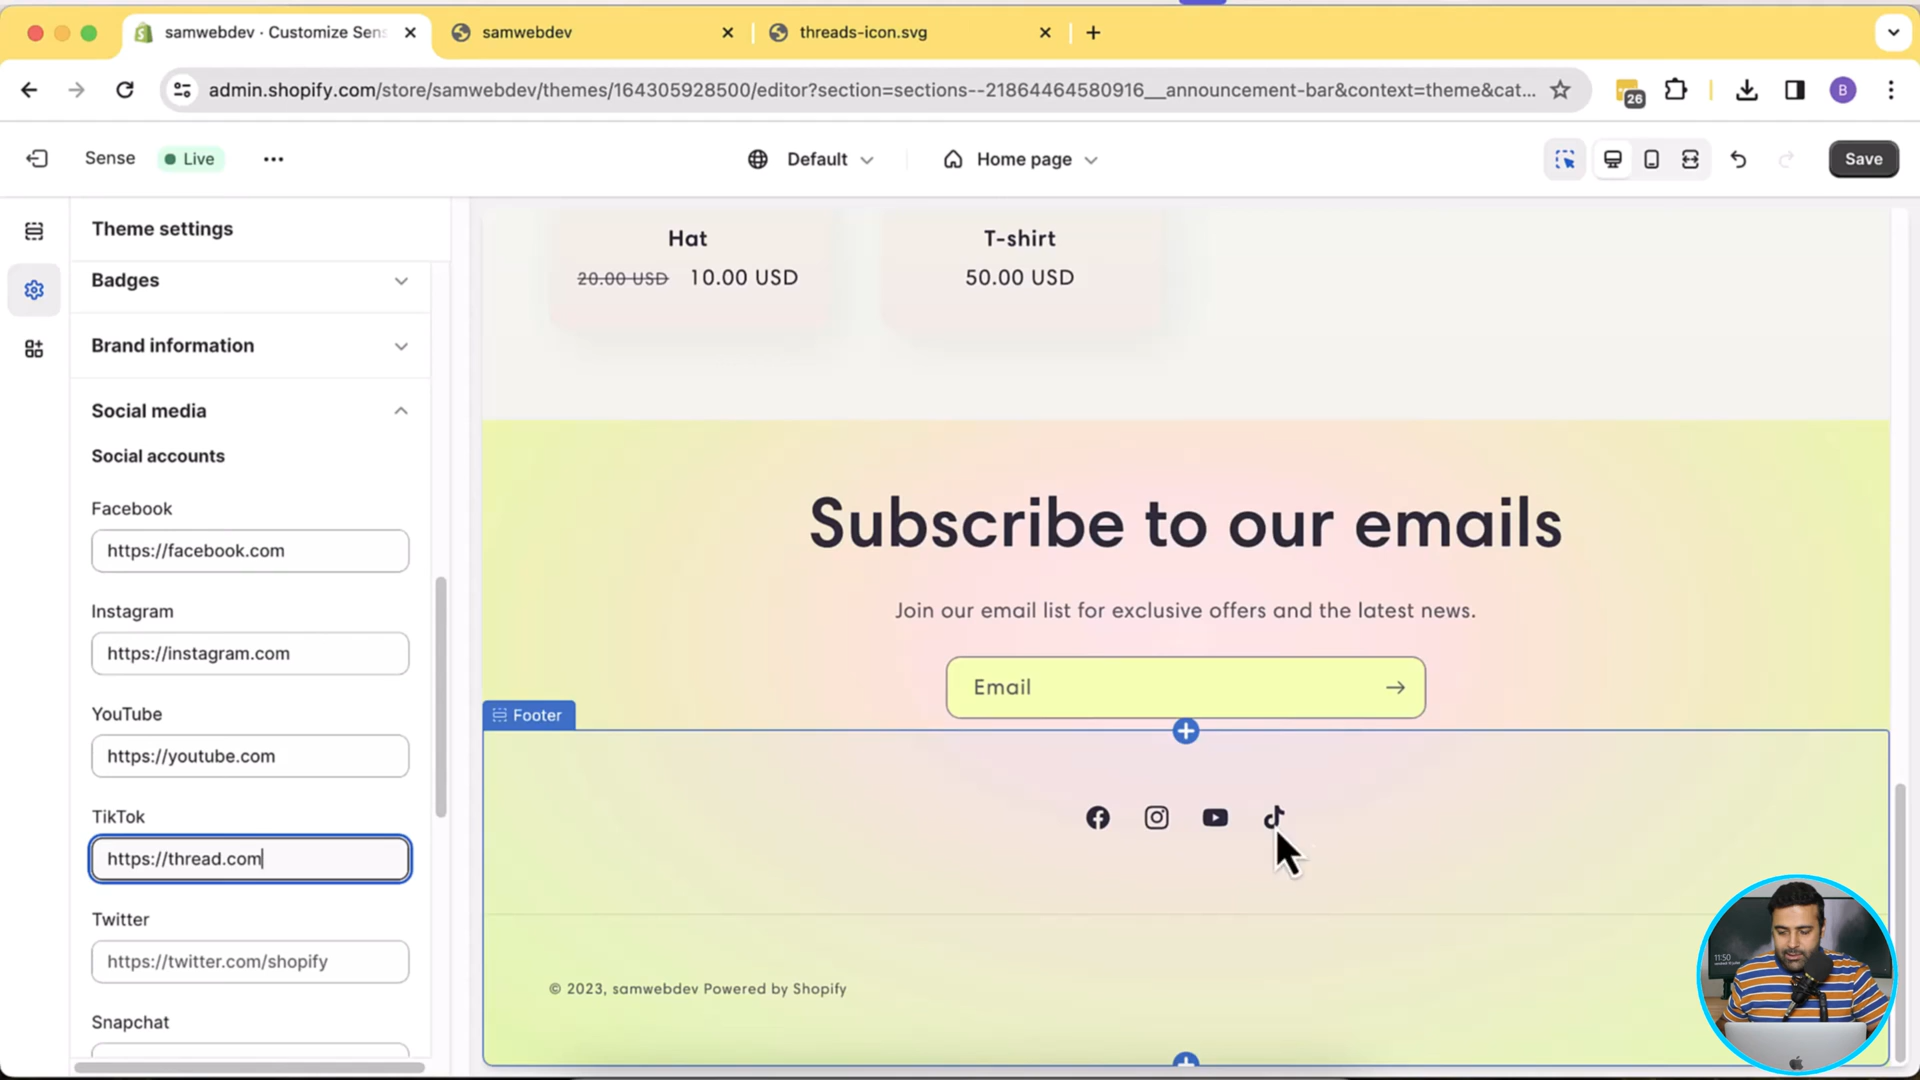 samwebdev · Customize Sens
samwebdev
threads-icon.svg
admin.shopify.com/store/samwebdev/themes/164305928500/editor?section=sections--21864464580916__announcement-bar&context=theme&cat...
26
B
Sense
Live
Default
Home page
Save
Theme settings
Badges
Brand information
Social media
Social accounts
Facebook
https://facebook.com
Instagram
https://instagram.com
YouTube
https://youtube.com
TikTok
https://thread.com
Twitter
https://twitter.com/shopify
Snapchat
Hat
20.00 USD 10.00 USD
T-shirt
50.00 USD
Subscribe to our emails
Join our email list for exclusive offers and the latest news.
Email
Footer
© 2023, samwebdev Powered by Shopify
11:50